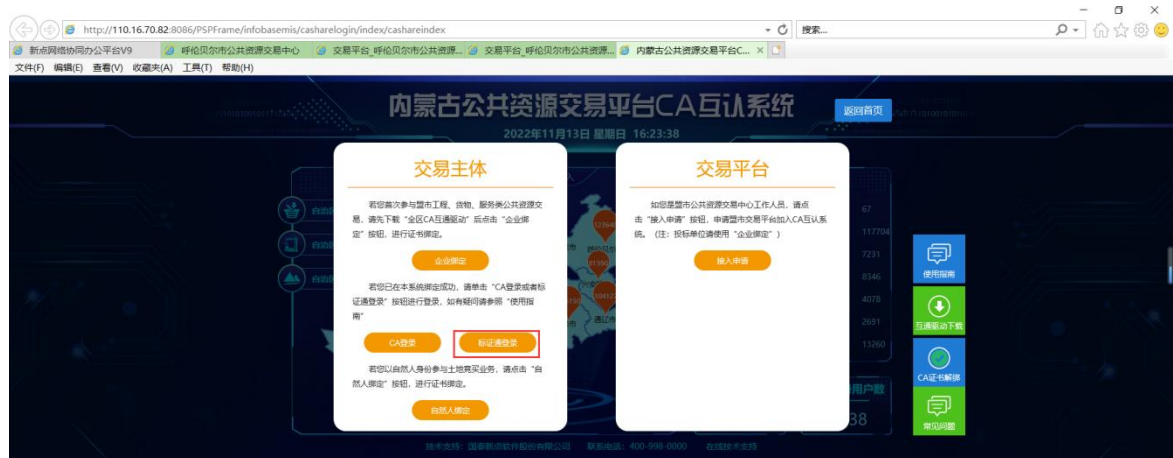 http://110.16.70.82:8086/PSPFrame/infobasemis/casharelogin/index/cashareindex
搜索...
新点网络协同办公平台V9
呼伦贝尔市公共资源交易中心
交易平台_呼伦贝尔市公共资源...
交易平台_呼伦贝尔市公共资源...
内蒙古公共资源交易平台C...
文件(F) 编辑(E) 查看(V) 收藏夹(A) 工具(T) 帮助(H)
内蒙古公共资源交易平台CA互认系统
返回首页
2022年11月13日 星期日 16:23:38
交易主体
若您首次参与盟市工程、货物、服务类公共资源交
易，请先下载“全区CA互通驱动”后点击“企业绑
定”按钮，进行证书绑定。
企业绑定
若您已在本系统绑定成功，请单击“CA登录或者标
证通登录”按钮进行登录，如有疑问请参照“使用指
南”
CA登录
标证通登录
若您以自然人身份参与土地竞买业务，请点击“自
然人绑定”按钮，进行证书绑定。
自然人绑定
交易平台
如您是盟市公共资源交易中心工作人员，请点
击“接入申请”按钮，申请盟市交易平台加入CA互认系
统。（注：投标单位请使用“企业绑定”）
接入申请
67
117704
7231
8346
4078
2691
13260
用户数
38
使用指南
互通驱动下载
CA证书解绑
常见问题
技术支持：国泰新点软件股份有限公司 联系电话：400-998-0000 在线技术支持